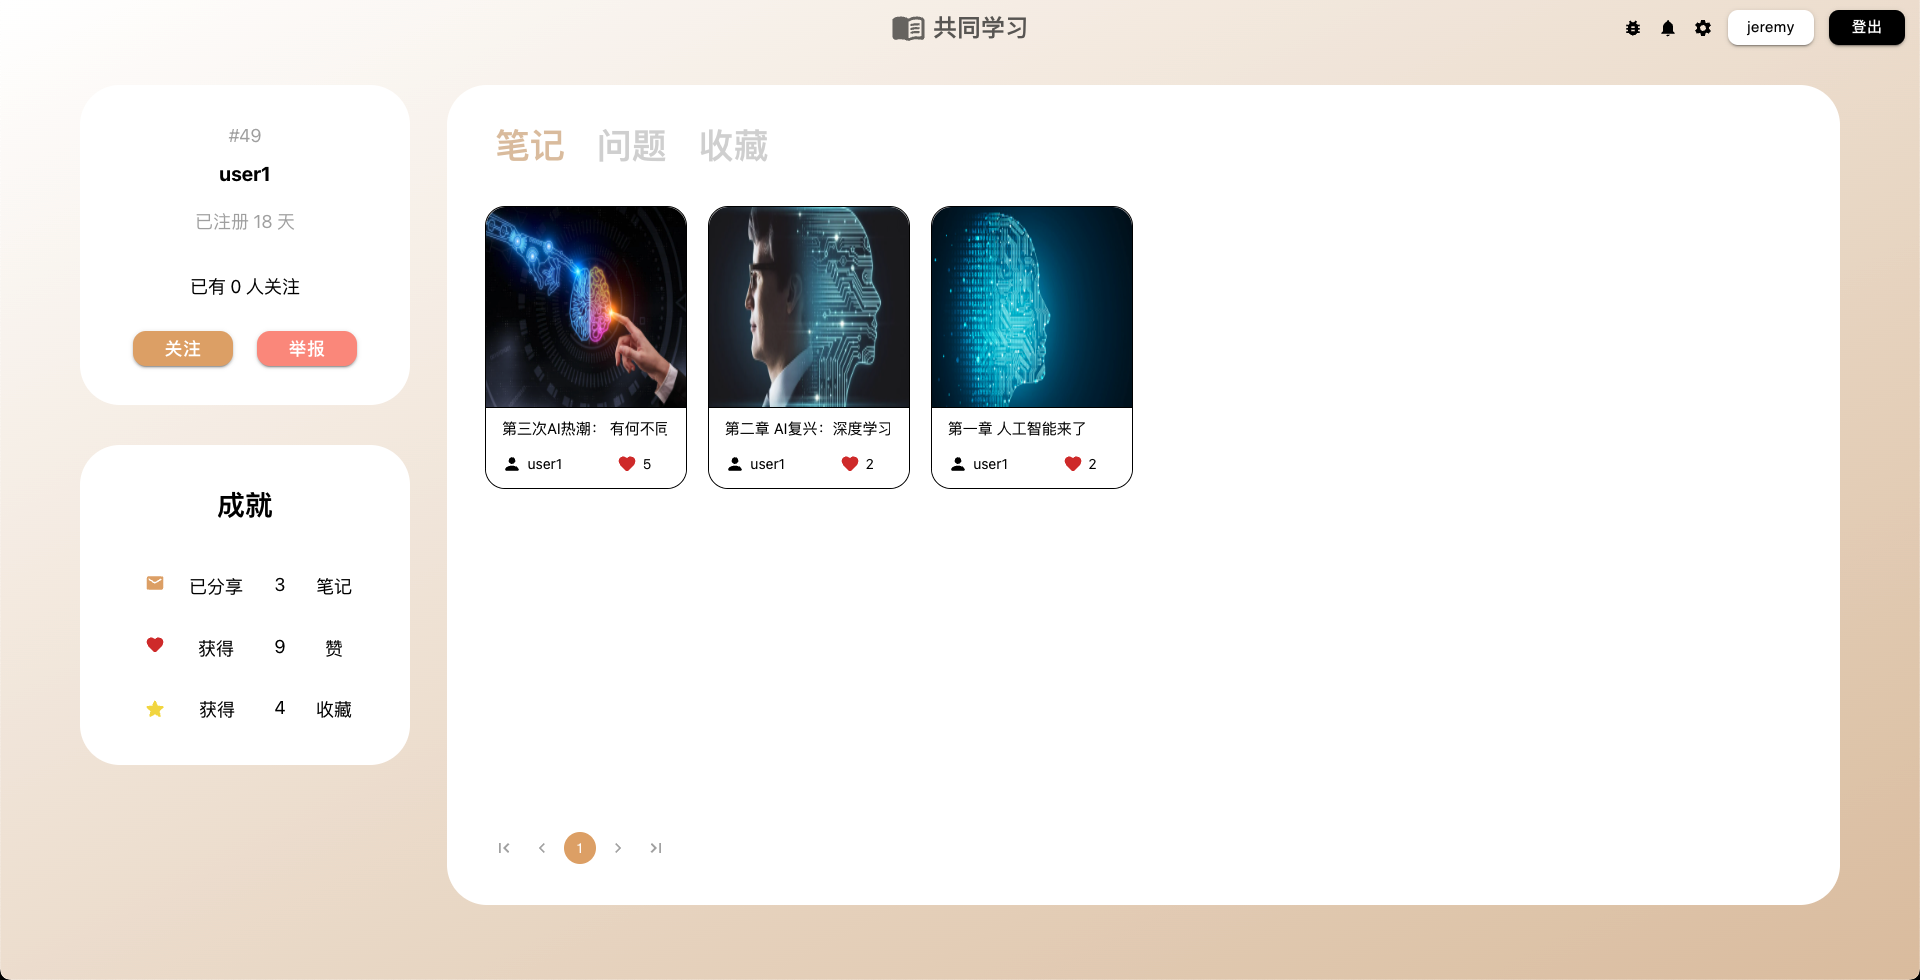 共同学习
jeremy
登出
#49
user1
已注册 18 天
已有 0 人关注
关注
举报
成就
已分享 3 笔记
获得 9 赞
获得 4 收藏
笔记 问题 收藏
第三次AI热潮： 有何不同
user1 5
第二章 AI复兴：深度学习
user1 2
第一章 人工智能来了
user1 2
1